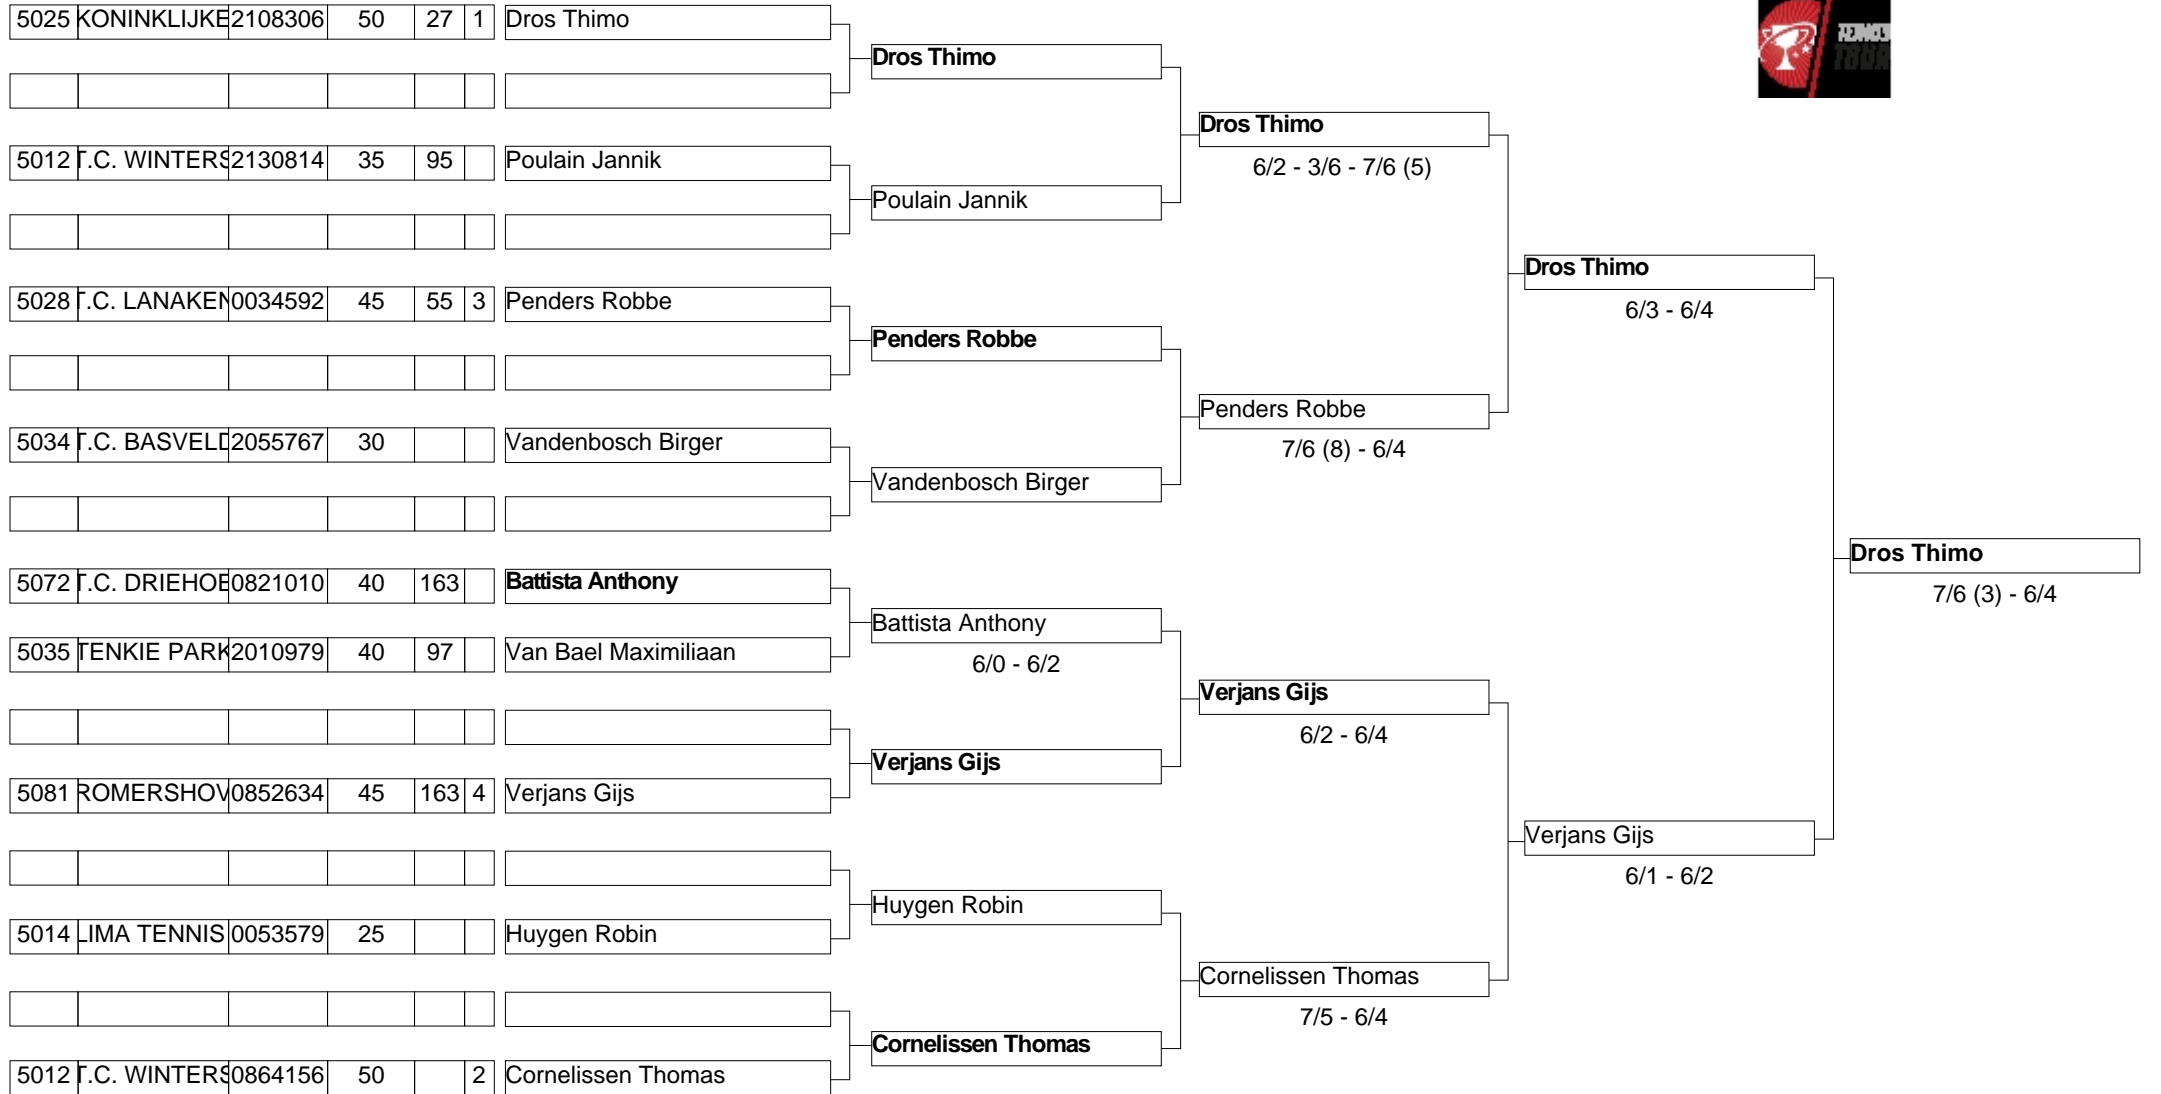 5025 KONINKLIJKE 2108306 50 27 1 Dros Thimo
Dros Thimo
Dros Thimo
6/2 - 3/6 - 7/6 (5)
5012 T.C. WINTERS 2130814 35 95 Poulain Jannik
Poulain Jannik
Dros Thimo
6/3 - 6/4
5028 T.C. LANAKEN 0034592 45 55 3 Penders Robbe
Penders Robbe
Penders Robbe
7/6 (8) - 6/4
5034 T.C. BASVELD 2055767 30 Vandenbosch Birger
Vandenbosch Birger
Dros Thimo
7/6 (3) - 6/4
5072 T.C. DRIEHOE 0821010 40 163 Battista Anthony
Battista Anthony
6/0 - 6/2
5035 TENKIE PARK 2010979 40 97 Van Bael Maximiliaan
Verjans Gijs
6/2 - 6/4
Verjans Gijs
5081 ROMERSHOV 0852634 45 163 4 Verjans Gijs
Verjans Gijs
6/1 - 6/2
Huygen Robin
5014 LIMA TENNIS 0053579 25 Huygen Robin
Cornelissen Thomas
7/5 - 6/4
Cornelissen Thomas
5012 T.C. WINTERS 0864156 50 2 Cornelissen Thomas